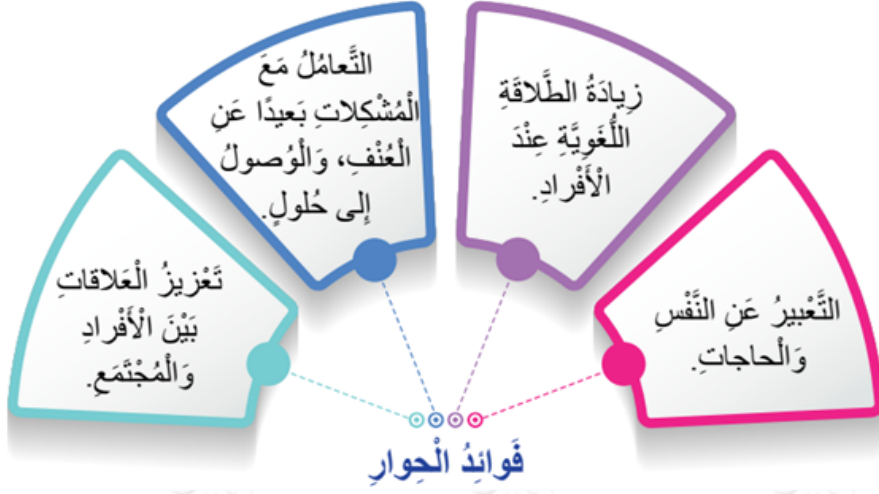 التَّعْبيرُ عَنِ النَّفْسِ
وَالْحاجاتِ.
زِيادَةُ الطَّلاقَةِ
اللُّغَوِيَّةِ عِنْدَ
الْأَفْرادِ.
التَّعامُلُ مَعَ
الْمُشْكِلاتِ بَعيدًا عَنِ
الْعُنْفِ، وَالْوُصولُ
إِلى حُلولٍ.
تَعْزيزُ الْعَلاقاتِ
بَيْنَ الْأَفْرادِ
وَالْمُجْتَمَعِ.
فَوائِدُ الْحِوارِ